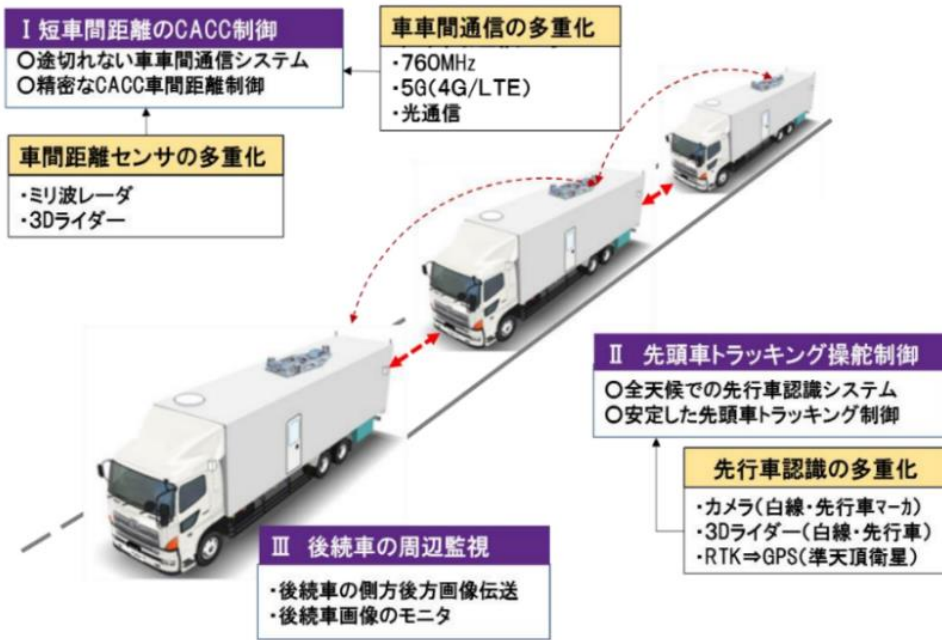 Ⅰ 短車間距離のCACC制御
○途切れない車車間通信システム
○精密なCACC車間距離制御
車車間通信の多重化
・760MHz
・5G(4G/LTE)
・光通信
車間距離センサの多重化
・ミリ波レーダ
・3Dライダー
Ⅱ 先頭車トラッキング操舵制御
○全天候での先行車認識システム
○安定した先頭車トラッキング制御
先行車認識の多重化
・カメラ(白線・先行車マーカ)
・3Dライダー(白線・先行車)
・RTK⇒GPS(準天頂衛星)
Ⅲ 後続車の周辺監視
・後続車の側方後方画像伝送
・後続車画像のモニタ